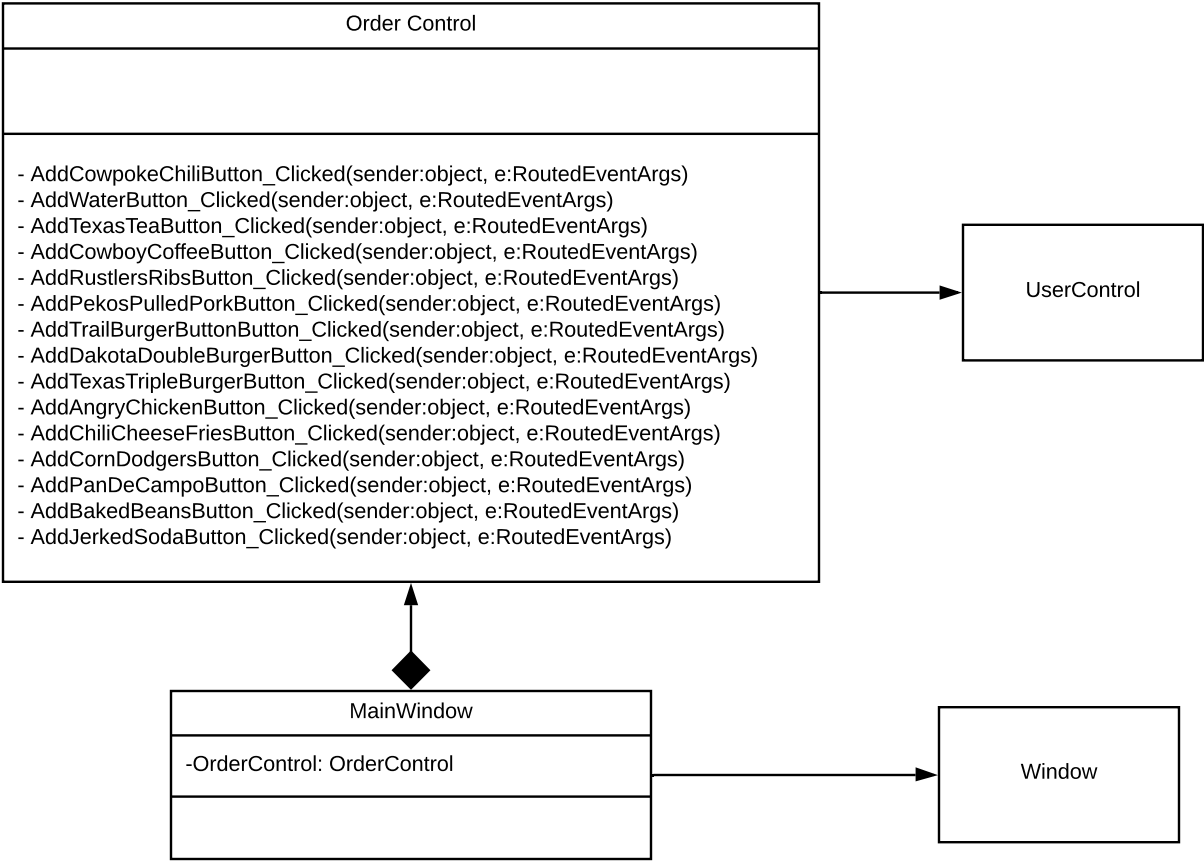 Order Control
- AddCowpokeChiliButton_Clicked(sender:object, e:RoutedEventArgs)
- AddWaterButton_Clicked(sender:object, e:RoutedEventArgs)
- AddTexasTeaButton_Clicked(sender:object, e:RoutedEventArgs)
- AddCowboyCoffeeButton_Clicked(sender:object, e:RoutedEventArgs)
- AddRustlersRibsButton_Clicked(sender:object, e:RoutedEventArgs)
- AddPekosPulledPorkButton_Clicked(sender:object, e:RoutedEventArgs)
- AddTrailBurgerButtonButton_Clicked(sender:object, e:RoutedEventArgs)
- AddDakotaDoubleBurgerButton_Clicked(sender:object, e:RoutedEventArgs)
- AddTexasTripleBurgerButton_Clicked(sender:object, e:RoutedEventArgs)
- AddAngryChickenButton_Clicked(sender:object, e:RoutedEventArgs)
- AddChiliCheeseFriesButton_Clicked(sender:object, e:RoutedEventArgs)
- AddCornDodgersButton_Clicked(sender:object, e:RoutedEventArgs)
- AddPanDeCampoButton_Clicked(sender:object, e:RoutedEventArgs)
- AddBakedBeansButton_Clicked(sender:object, e:RoutedEventArgs)
- AddJerkedSodaButton_Clicked(sender:object, e:RoutedEventArgs)
UserControl
MainWindow
-OrderControl: OrderControl
Window